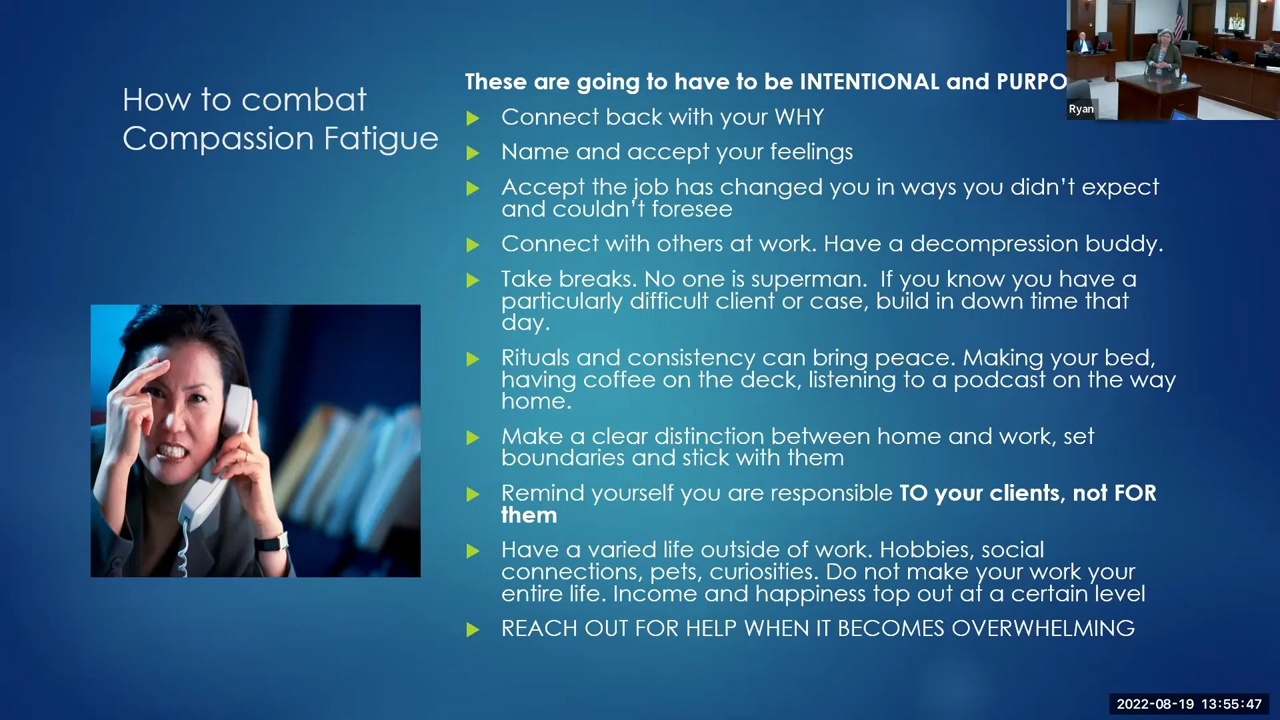 How to combat
Compassion Fatigue
These are going to have to be INTENTIONAL and
Connect back with your WHY
Name and accept your feelings
Accept the job has changed you in ways you didn’t expect
and couldn’t foresee
Connect with others at work. Have a decompression buddy.
Take breaks. No one is superman.  If you know you have a
particularly difficult client or case, build in down time that
day.
Rituals and consistency can bring peace. Making your bed,
having coffee on the deck, listening to a podcast on the way
home.
Make a clear distinction between home and work, set
boundaries and stick with them
Remind yourself you are responsible TO your clients, not FOR
them
Have a varied life outside of work. Hobbies, social
connections, pets, curiosities. Do not make your work your
entire life. Income and happiness top out at a certain level
REACH OUT FOR HELP WHEN IT BECOMES OVERWHELMING
Ryan
2022-08-19 13:55:47